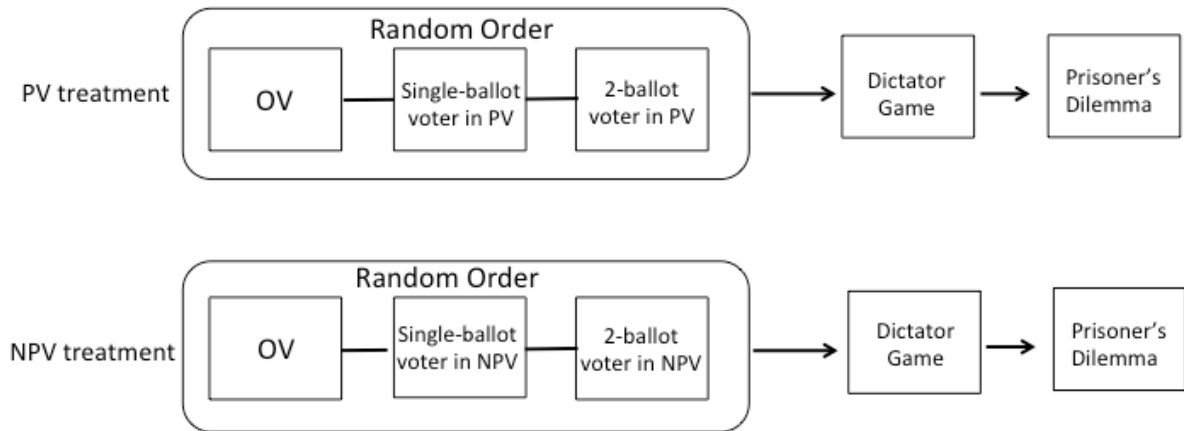 Random Order
PV treatment
OV
Single-ballot
voter in PV
2-ballot
voter in PV
Dictator
Game
Prisoner's
Dilemma
Random Order
NPV treatment
OV
Single-ballot
voter in NPV
2-ballot
voter in NPV
Dictator
Game
Prisoner's
Dilemma